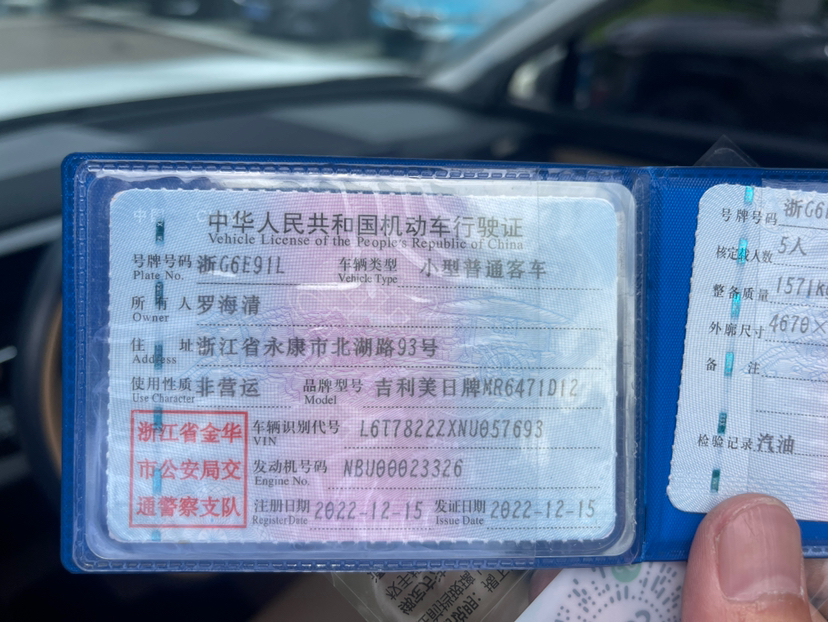 中华人民共和国机动车行驶证
Vehicle License of the People's Republic of China
号牌号码 浙G6E91L 车辆类型 小型普通客车
Plate No. Vehicle Type
所有人 罗海清
Owner
住址 浙江省永康市北湖路93号
Address
使用性质 非营运 品牌型号 吉利美日牌MR6471D12
Use Character Model
浙江省金华
市公安局交
通警察支队
车辆识别代号 L6T7822ZXNU057693
VIN
发动机号码 NBU00023326
Engine No.
注册日期 2022-12-15 发证日期 2022-12-15
Register Date Issue Date
号牌号码 浙G6
核定载人数 5人
整备质量 1571K
外廓尺寸 4670×
备注
检验记录 汽油